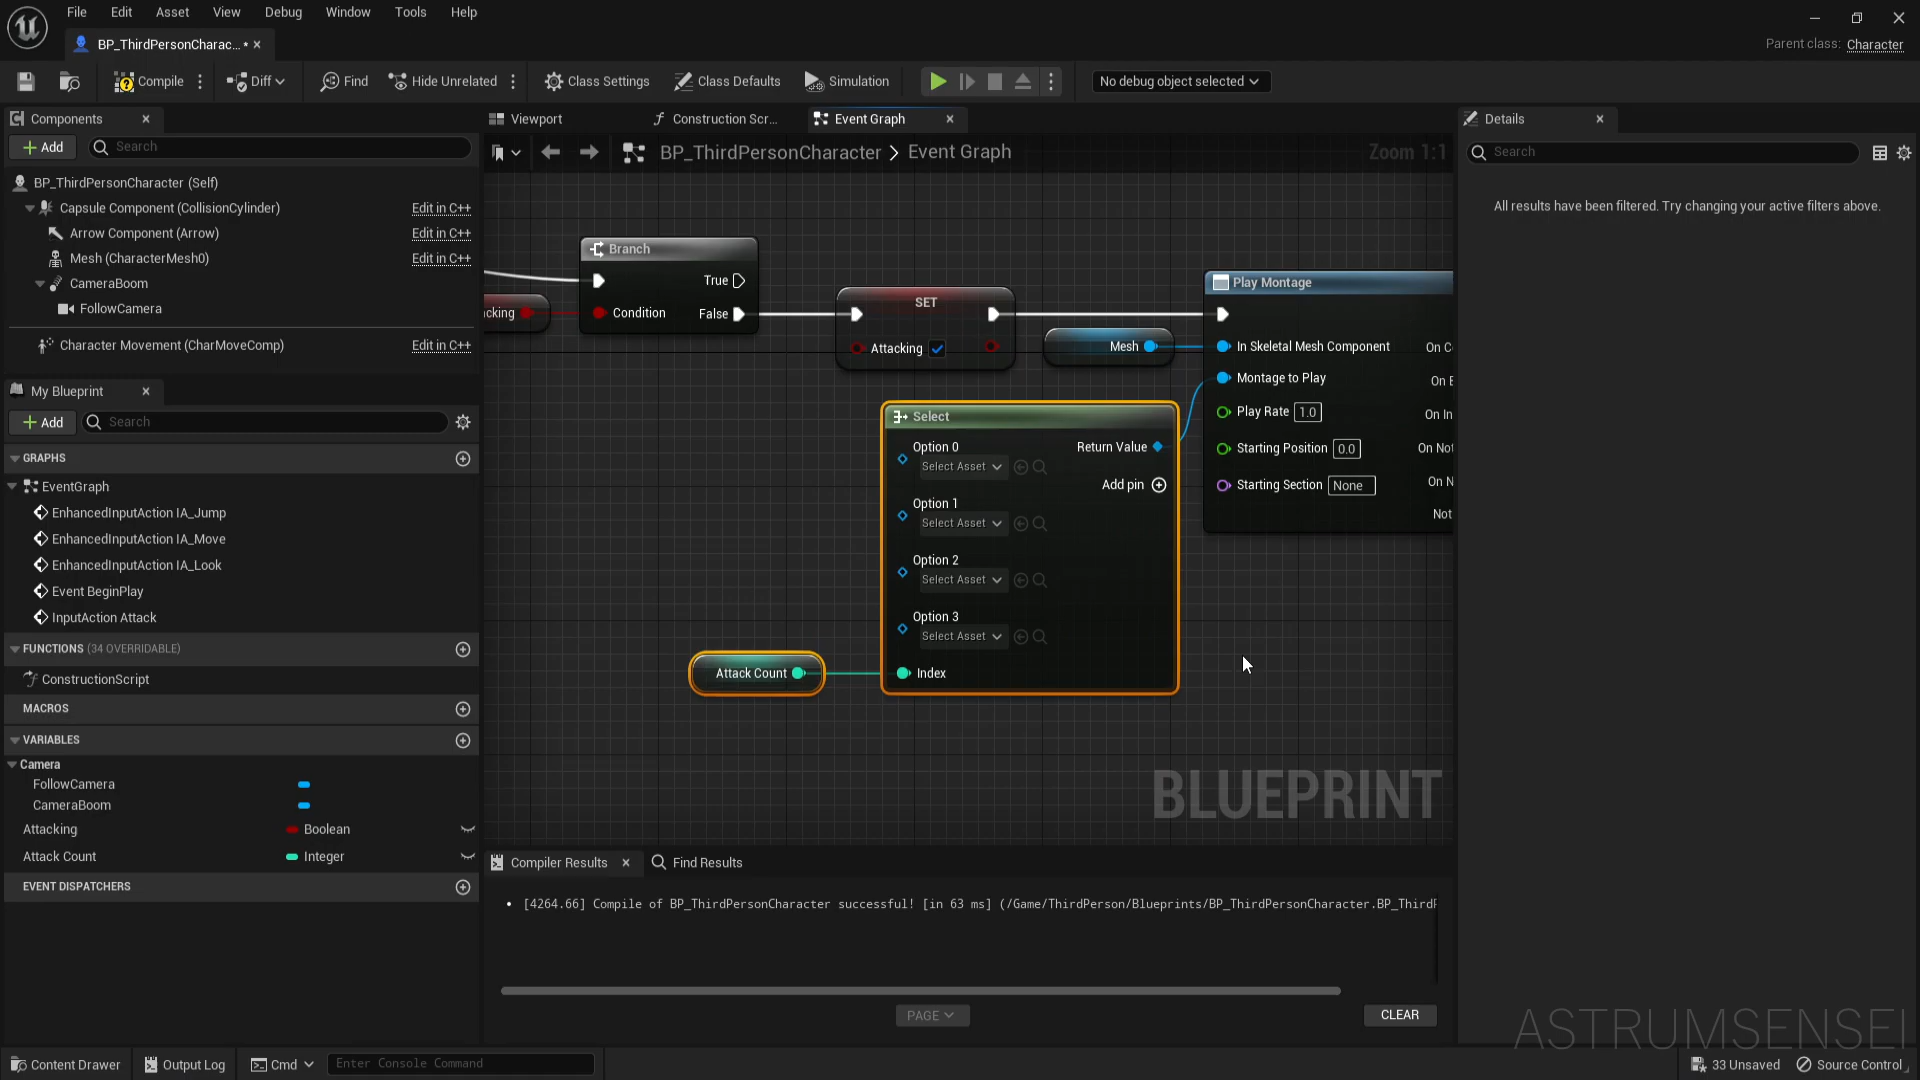 File Edit Asset View Debug Window Tools Help
BP_ThirdPersonCharac... •
Parent class: Character
Compile Diff Find Hide Unrelated Class Settings Class Defaults Simulation No debug object selected
Components
Viewport Construction Scr... Event Graph
Details
Add Search
BP_ThirdPersonCharacter > Event Graph
Zoom 1:1
Search
BP_ThirdPersonCharacter (Self)
Capsule Component (CollisionCylinder) Edit in C++
Arrow Component (Arrow) Edit in C++
Mesh (CharacterMesh0) Edit in C++
CameraBoom
FollowCamera
Character Movement (CharMoveComp) Edit in C++
All results have been filtered. Try changing your active filters above.
My Blueprint
Add Search
GRAPHS
EventGraph
EnhancedInputAction IA_Jump
EnhancedInputAction IA_Move
EnhancedInputAction IA_Look
Event BeginPlay
InputAction Attack
FUNCTIONS (34 OVERRIDABLE)
ConstructionScript
MACROS
VARIABLES
Camera
FollowCamera
CameraBoom
Attacking Boolean
Attack Count Integer
EVENT DISPATCHERS
cking
Branch
True
Condition False
SET
Attacking
Mesh
Play Montage
In Skeletal Mesh Component On C
Montage to Play On B
Play Rate 1.0 On In
Starting Position 0.0 On Not
Starting Section None On N
Not
Select
Option 0 Return Value
Select Asset
Add pin
Option 1
Select Asset
Option 2
Select Asset
Option 3
Select Asset
Attack Count
Index
BLUEPRINT
Compiler Results Find Results
• [4264.66] Compile of BP_ThirdPersonCharacter successful! [in 63 ms] (/Game/ThirdPerson/Blueprints/BP_ThirdPersonCharacter.BP_ThirdP
PAGE
CLEAR
ASTRUMSENSEI
Content Drawer Output Log Cmd Enter Console Command
33 Unsaved Source Control